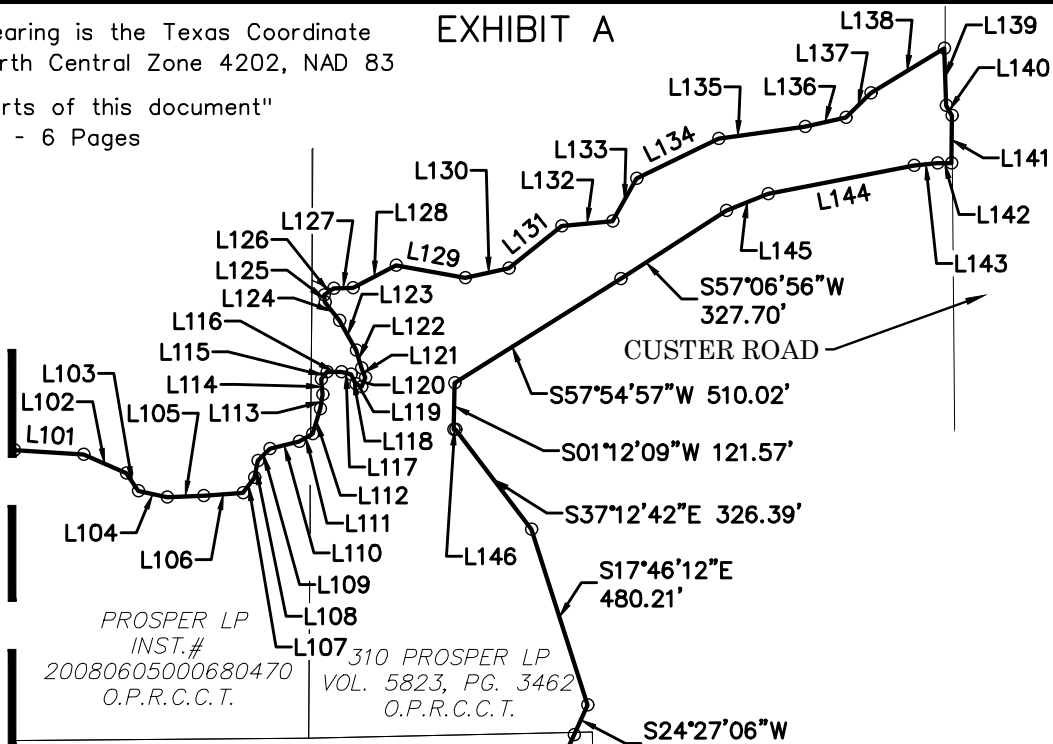 EXHIBIT A
earing is the Texas Coordinate
rth Central Zone 4202, NAD 83
rts of this document"
- 6 Pages
L138
L139
L137
L140
L136
L135
L134
L133
L141
L130
L132
L142
L127
L128
L131
L144
L126
L129
L145
L143
L125
L124
L123
S57°06'56"W
327.70'
L116
L122
CUSTER ROAD
L115
L121
L103
L114
L120
L102
L105
L113
L119
S57°54'57"W 510.02'
L101
L118
L117
S01°12'09"W 121.57'
L112
L111
S37°12'42"E 326.39'
L104
L106
L110
L146
L109
S17°46'12"E
480.21'
L108
L107
PROSPER LP
INST.#
20080605000680470
O.P.R.C.C.T.
310 PROSPER LP
VOL. 5823, PG. 3462
O.P.R.C.C.T.
S24°27'06"W